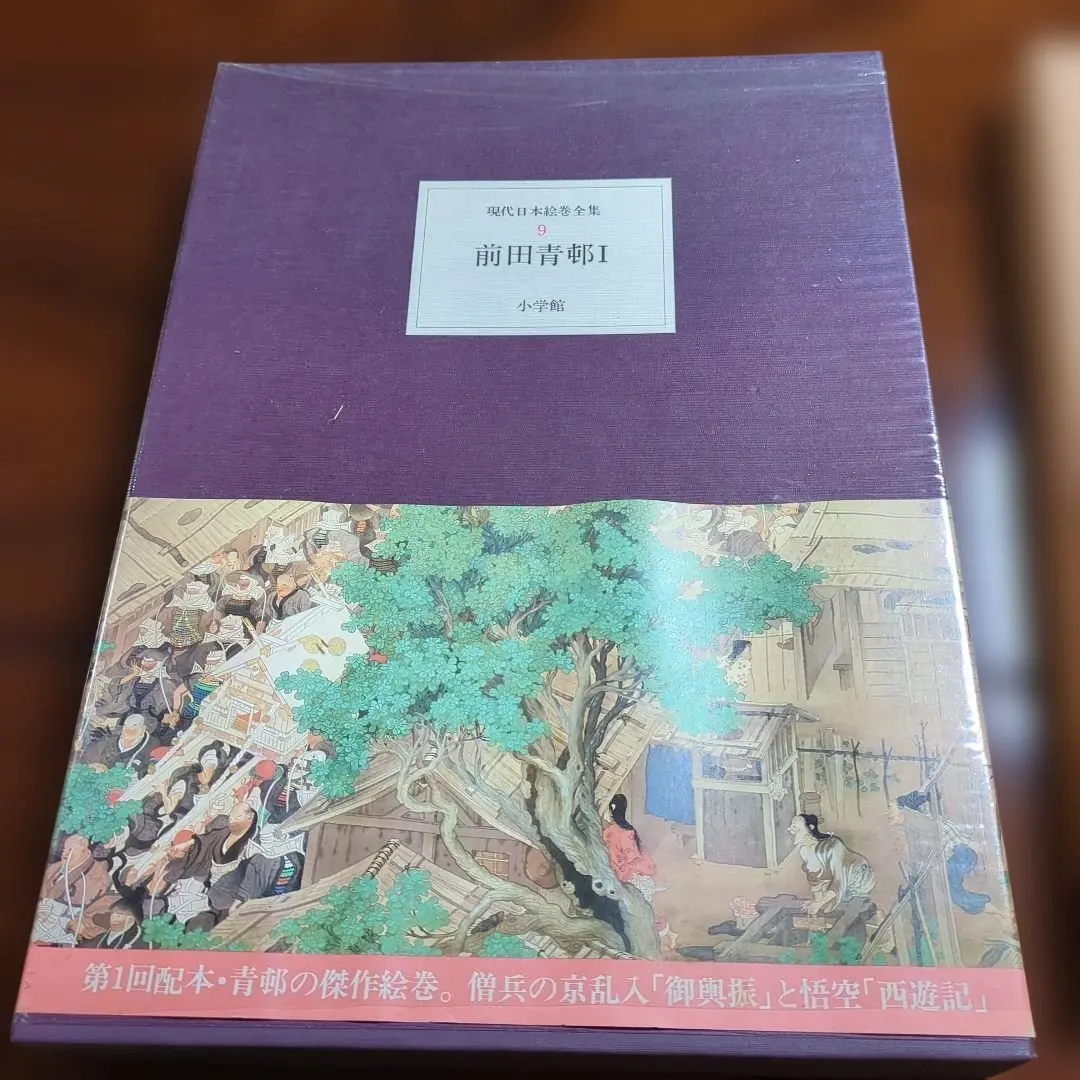 現代日本絵巻全集
9
前田青邨I
小学館
第1回配本・青邨の傑作絵巻。僧兵の京乱入「御輿振」と悟空「西遊記」